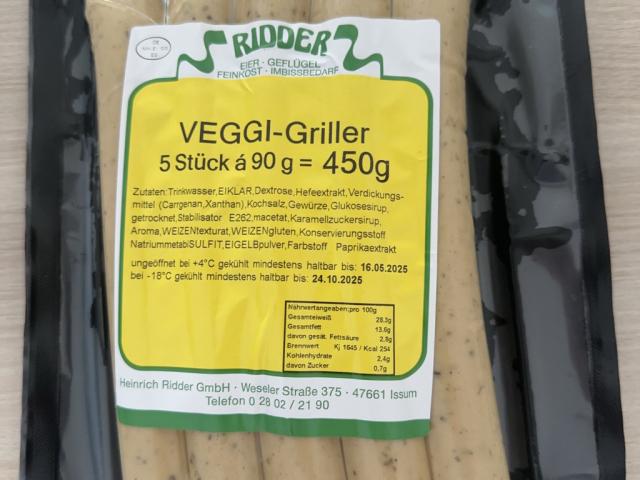 RIDDER
EIER · GEFLÜGEL
FEINKOST · IMBISSBEDARF
VEGGI-Griller
5 Stück á 90 g = 450g
Zutaten:Trinkwasser,EIKLAR,Dextrose,Hefeextrakt,Verdickungs-
mittel (Carrgenan,Xanthan),Kochsalz,Gewürze,Glukosesirup,
getrocknet,Stabilisator E262,macetat,Karamellzuckersirup,
Aroma,WEIZENtexturat,WEIZENgluten,Konservierungsstoff
NatriummetabiSULFIT,EIGELBpulver,Farbstoff Paprikaextrakt
ungeöffnet bei +4°C gekühlt mindestens haltbar bis: 16.05.2025
bei -18°C gekühlt mindestens haltbar bis: 24.10.2025
Nährwertangaben:pro 100g
Gesamteiweiß 28,3g
Gesamtfett 13,6g
davon gesät. Fettsäure 2,8g
Brennwert Kj 1645 / Kcal 254
Kohlenhydrate 2,4g
davon Zucker 0,7g
Heinrich Ridder GmbH · Weseler Straße 375 · 47661 Issum
Telefon 0 28 02 / 21 90